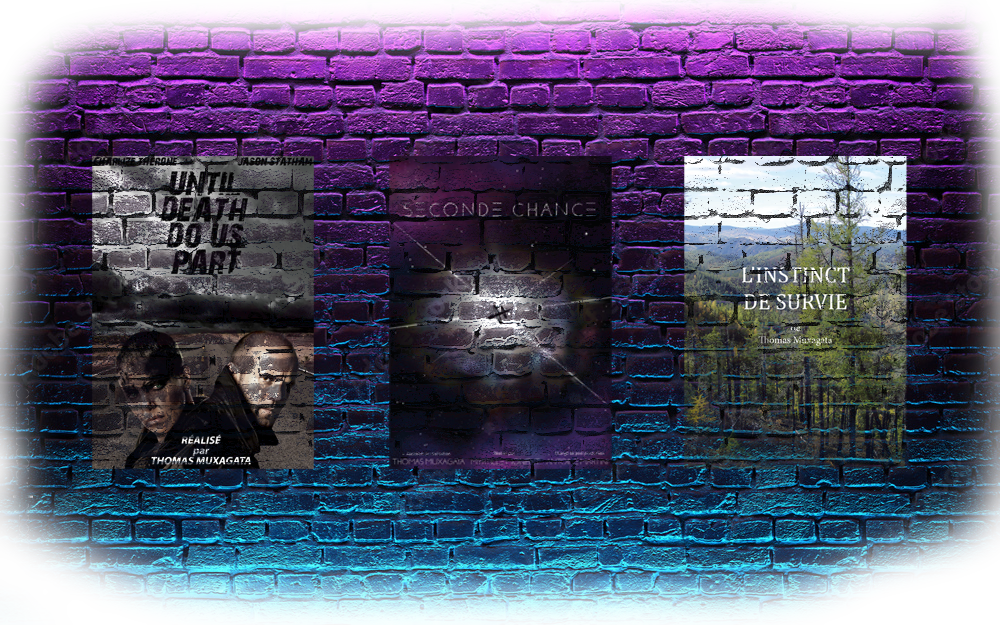 CHARLIZE THERONE JASON STATHAM
UNTIL
DEATH
DO US
PART
RÉALISÉ
par
THOMAS MUXAGATA
SECONDE CHANCE
THOMAS MUXAGATA
L'INSTINCT
DE SURVIE
de
Thomas Muxagata